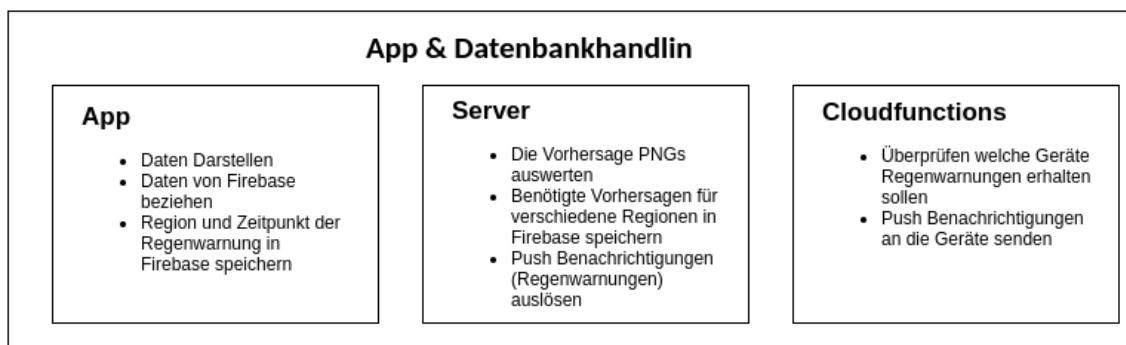 App & Datenbankhandlin
App
Daten Darstellen
Daten von Firebase
beziehen
Region und Zeitpunkt der
Regenwarnung in
Firebase speichern
Server
Die Vorhersage PNGs
auswerten
Benötigte Vorhersagen für
verschiedene Regionen in
Firebase speichern
Push Benachrichtigungen
(Regenwarnungen)
auslösen
Cloudfunctions
Überprüfen welche Geräte
Regenwarnungen erhalten
sollen
Push Benachrichtigungen
an die Geräte senden